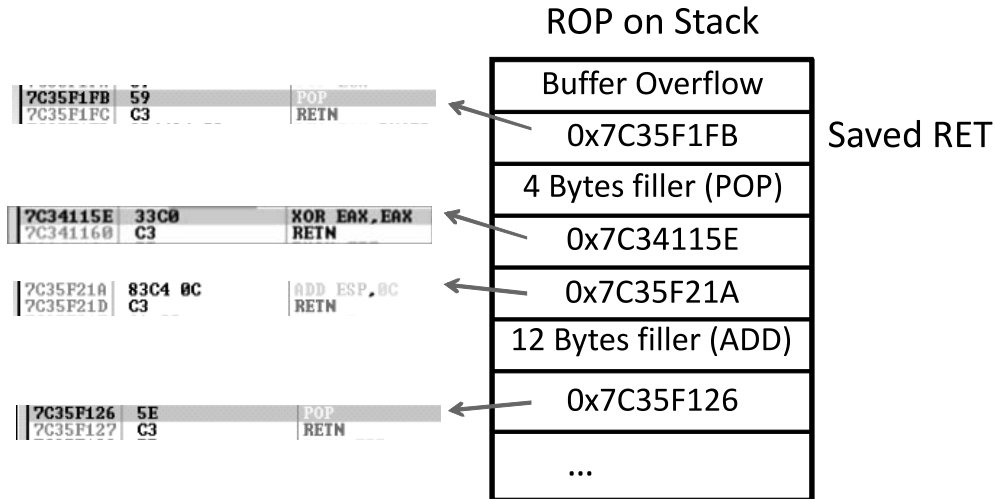 ROP on Stack
Buffer Overflow
7C35F1FB 59 POP
7C35F1FC C3 RETN
0x7C35F1FB
Saved RET
4 Bytes filler (POP)
7C34115E 33C0 XOR EAX,EAX
7C341160 C3 RETN
0x7C34115E
7C35F21A 83C4 0C ADD ESP,0C
7C35F21D C3 RETN
0x7C35F21A
12 Bytes filler (ADD)
7C35F126 5E POP
7C35F127 C3 RETN
0x7C35F126
...